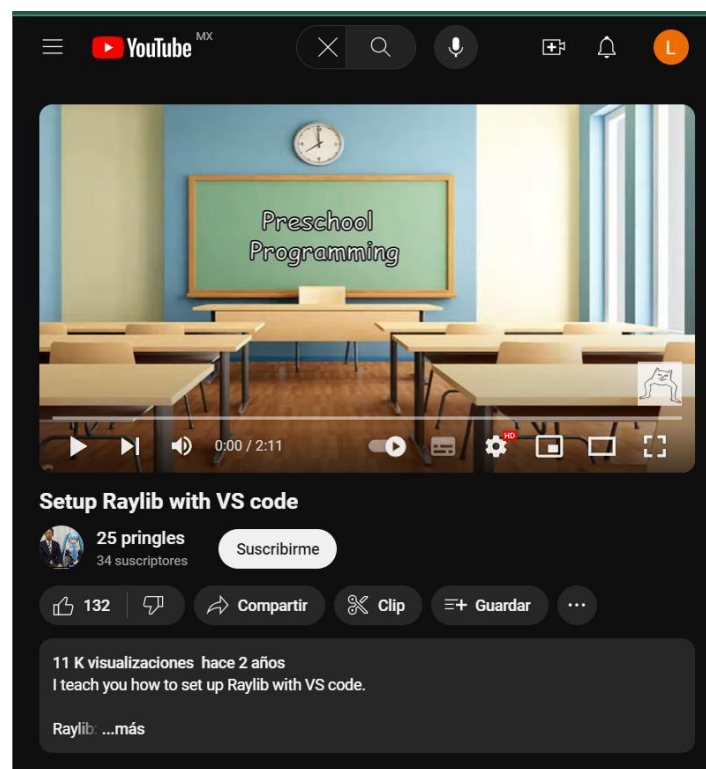 YouTube MX
L
Preschool
Programming
0:00 / 2:11
HD
Setup Raylib with VS code
25 pringles
34 suscriptores
Suscribirme
132
Compartir
Clip
Guardar
11 K visualizaciones hace 2 años
I teach you how to set up Raylib with VS code.
Raylib: ...más